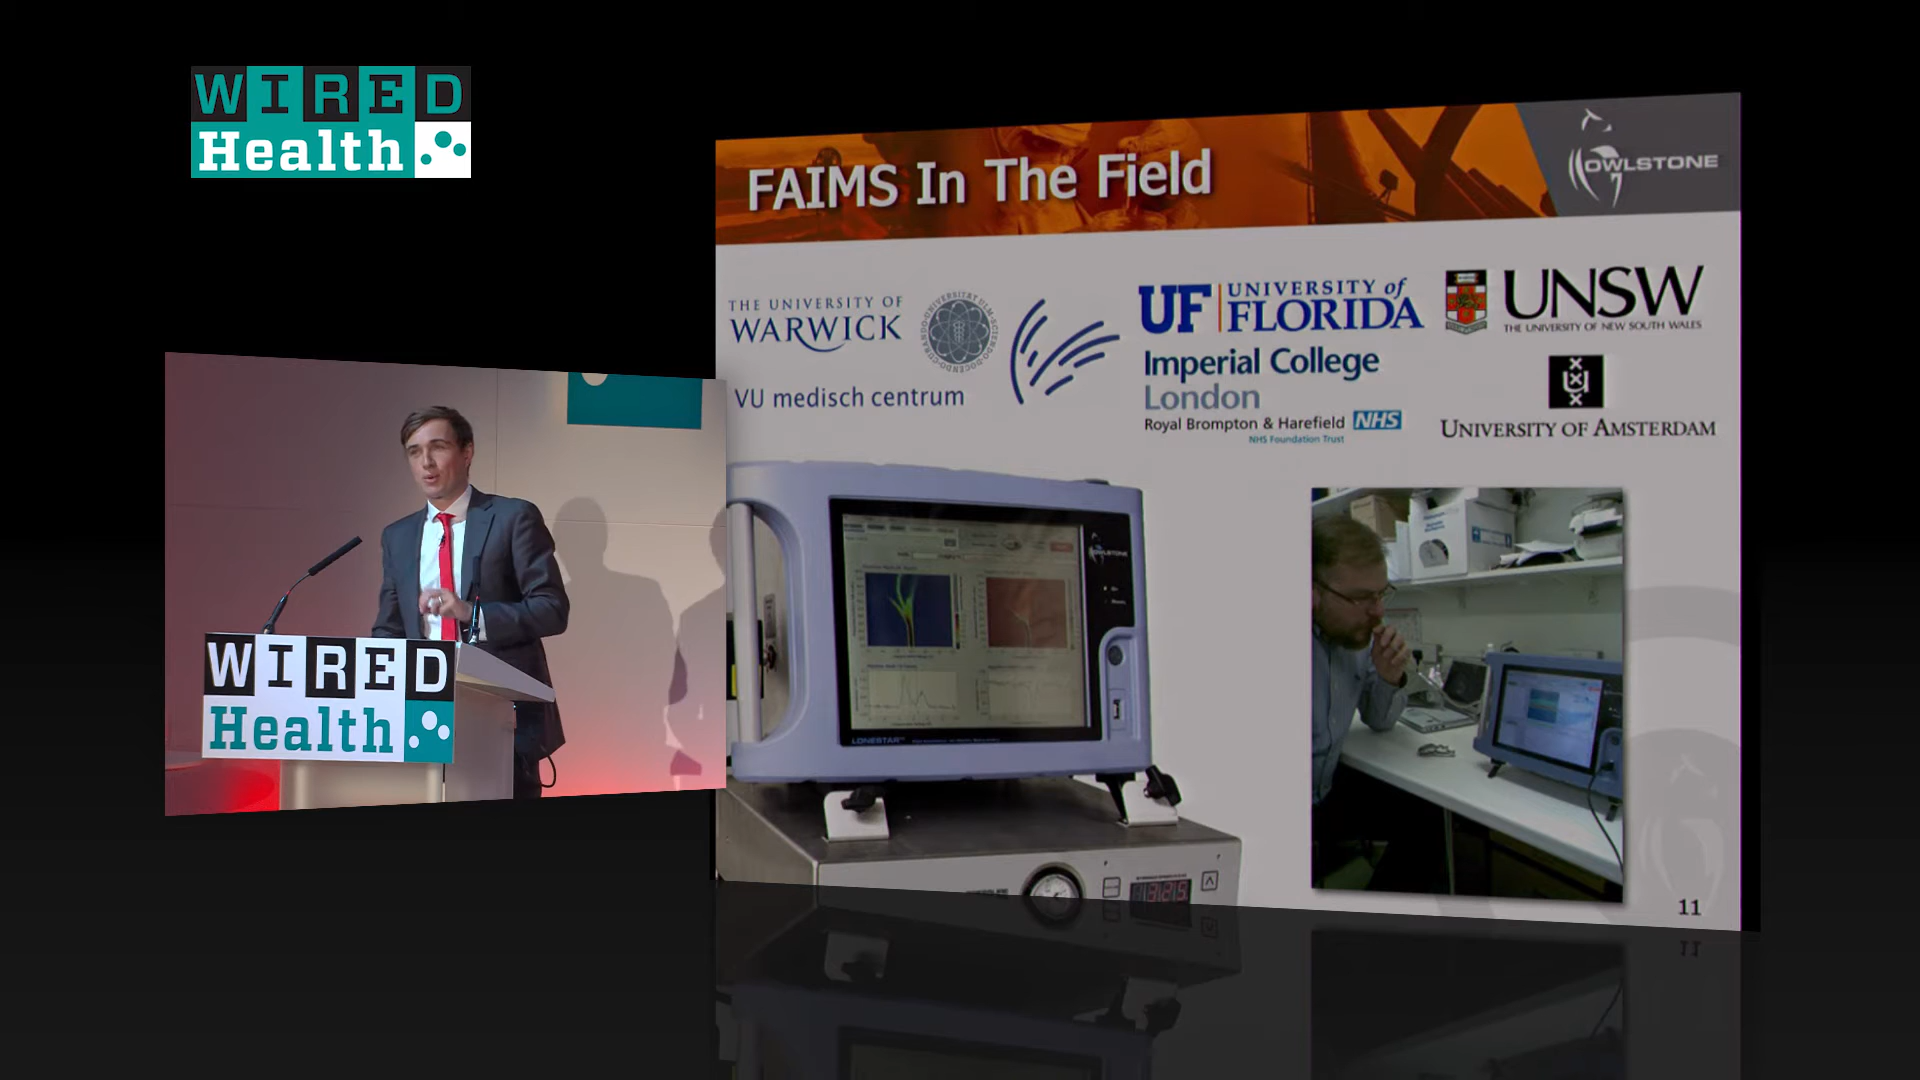 WIRED
Health
FAIMS In The Field
OWLSTONE
THE UNIVERSITY OF
WARWICK
UF UNIVERSITY of
FLORIDA
UNSW
THE UNIVERSITY OF NEW SOUTH WALES
VU medisch centrum
Imperial College
London
Royal Brompton & Harefield NHS
NHS Foundation Trust
UNIVERSITY OF AMSTERDAM
OWLSTONE
LONESTAR
WIRED
Health
11